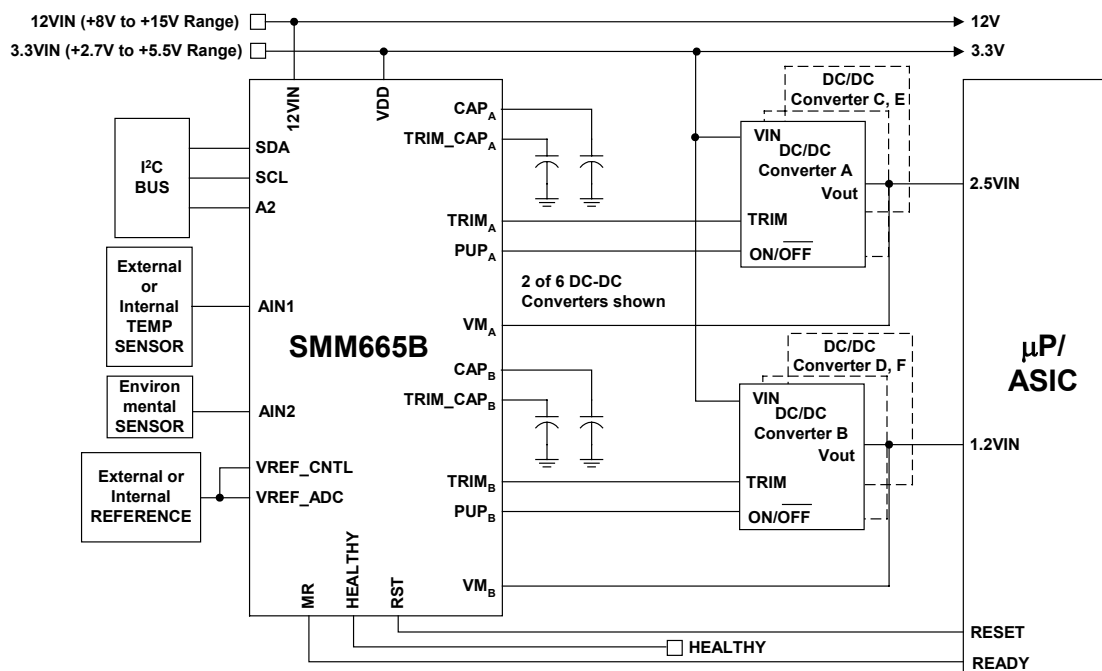 12VIN (+8V to +15V Range)
12V
3.3VIN (+2.7V to +5.5V Range)
3.3V
12VIN
VDD
I²C
BUS
SDA
SCL
A2
External
or
Internal
TEMP
SENSOR
AIN1
Environ
mental
SENSOR
AIN2
External or
Internal
REFERENCE
VREF_CNTL
VREF_ADC
SMM665B
MR
HEALTHY
RST
CAPA
TRIM_CAPA
TRIMA
PUPA
VMA
CAPB
TRIM_CAPB
TRIMB
PUPB
VMB
2 of 6 DC-DC
Converters shown
DC/DC
Converter C, E
VIN
DC/DC
Converter A
Vout
TRIM
ON/OFF
DC/DC
Converter D, F
VIN
DC/DC
Converter B
Vout
TRIM
ON/OFF
2.5VIN
μP/
ASIC
1.2VIN
RESET
HEALTHY
READY